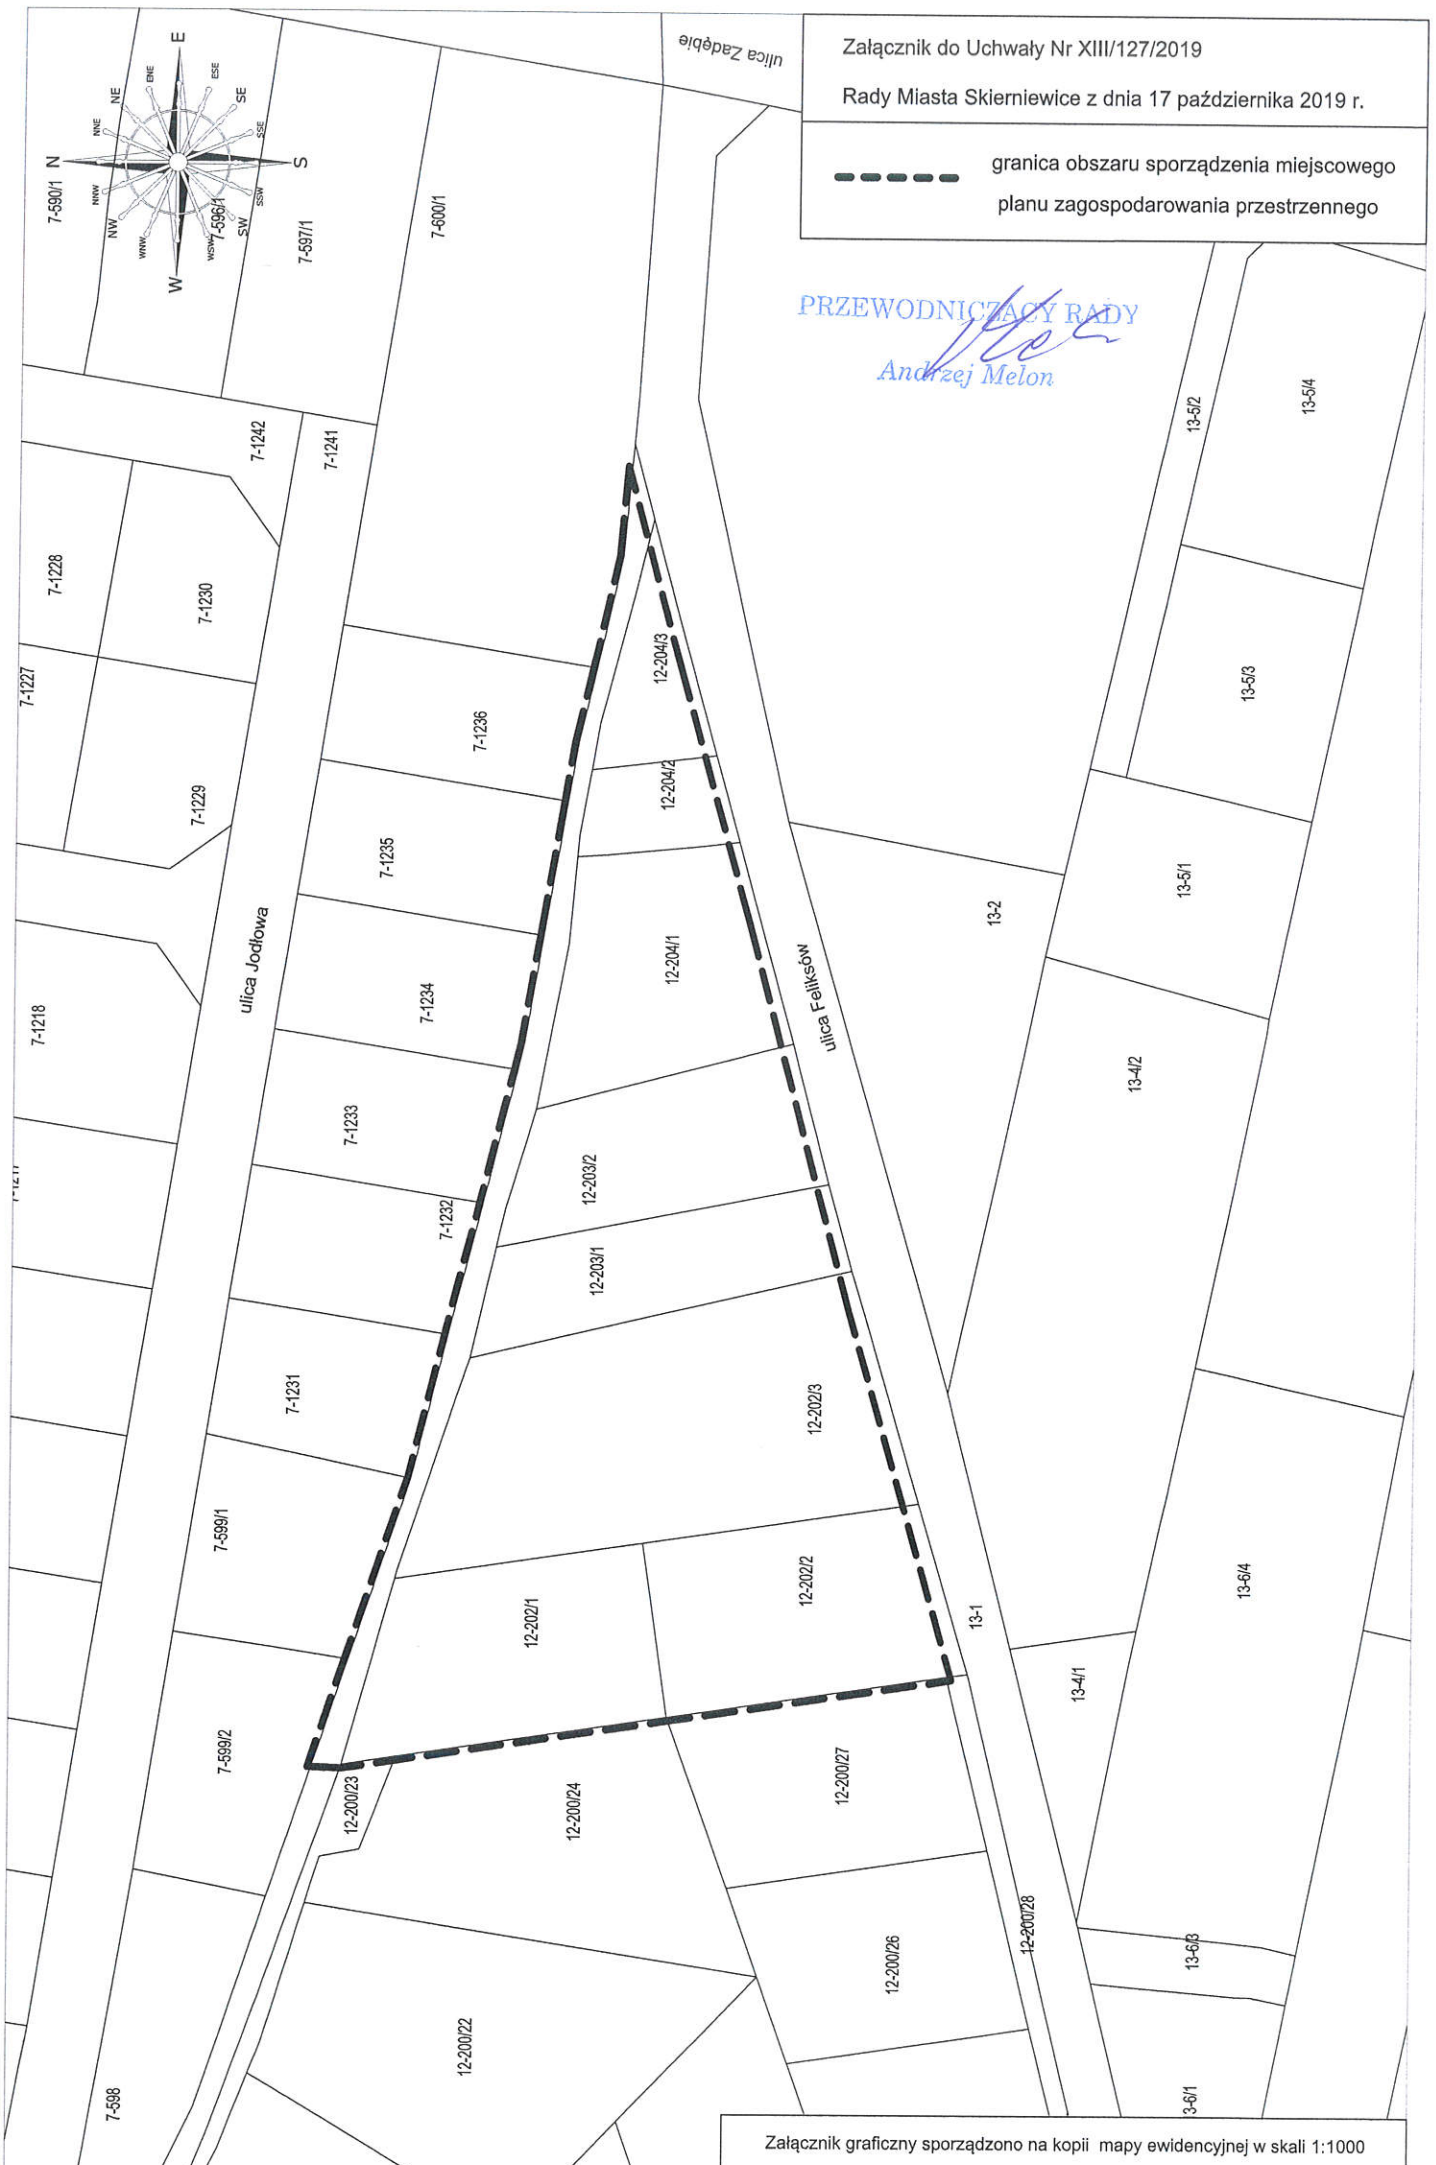 Załącznik do Uchwały Nr XIII/127/2019
Rady Miasta Skierniewice z dnia 17 października 2019 r.
granica obszaru sporządzenia miejscowego
planu zagospodarowania przestrzennego
PRZEWODNICZĄCY RADY
Andrzej Melon
ulica Zadębie
N
NNE
NE
ENE
E
ESE
SE
SSE
S
SSW
SW
WSW
W
WNW
NW
NNW
7-590/1
7-596/1
7-597/1
7-600/1
7-1242
7-1241
7-1228
7-1230
7-1227
7-1229
7-1236
7-1235
7-1234
7-1233
7-1232
7-1231
7-1218
7-599/1
7-599/2
7-598
ulica Jodłowa
12-204/3
12-204/2
12-204/1
12-203/2
12-203/1
12-202/3
12-202/2
12-202/1
ulica Feliksów
13-5/2
13-5/4
13-5/3
13-5/1
13-2
13-4/2
13-1
13-4/1
13-6/4
13-6/3
12-200/23
12-200/24
12-200/27
12-200/26
12-200/28
12-200/22
3-6/1
Załącznik graficzny sporządzono na kopii mapy ewidencyjnej w skali 1:1000